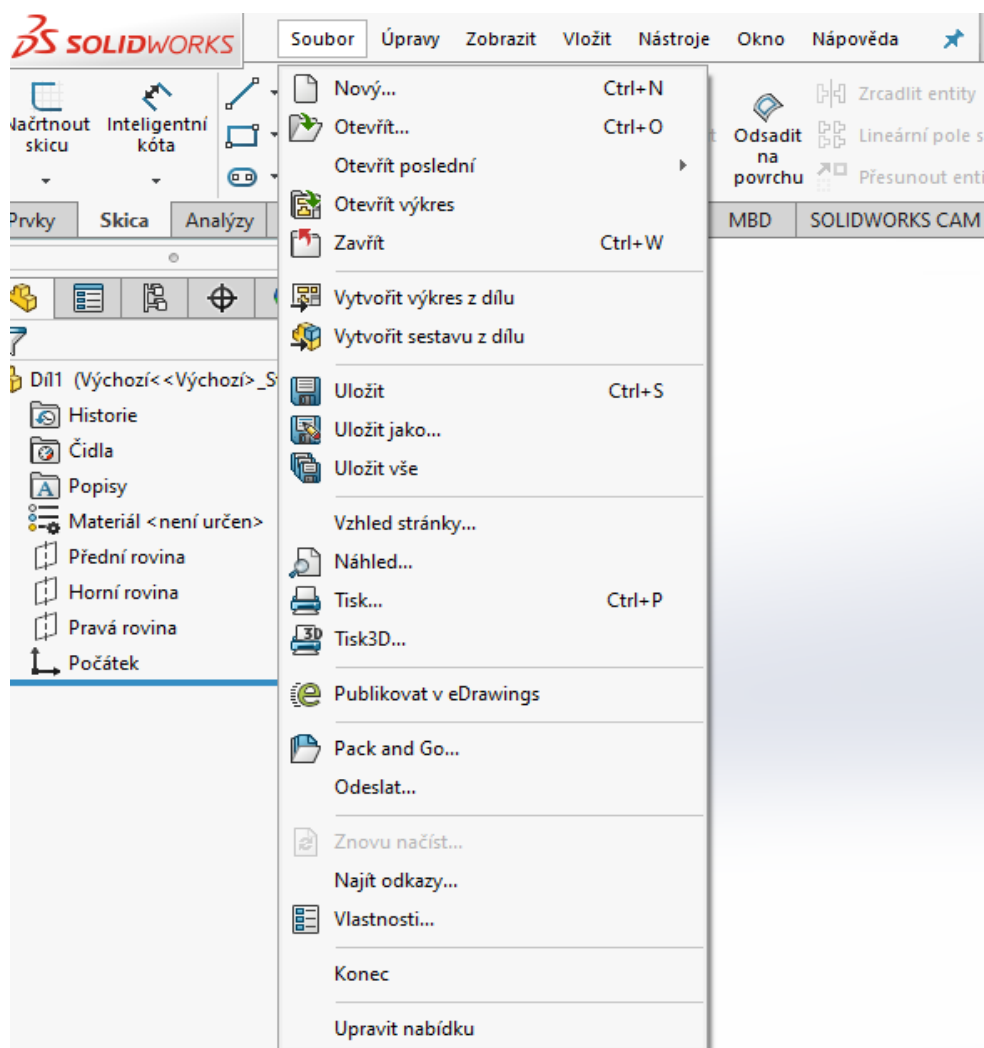 SOLIDWORKS
Soubor Úpravy Zobrazit Vložit Nástroje Okno Nápověda
Načrtnout skicu
Inteligentní kóta
Odsadit na povrchu
Zrcadlit entity
Lineární pole s
Přesunout enti
Prvky Skica Analýzy MBD SOLIDWORKS CAM
Díl1 (Výchozí<<Výchozí>_S
Historie
Čidla
Popisy
Materiál <není určen>
Přední rovina
Horní rovina
Pravá rovina
Počátek
Nový... Ctrl+N
Otevřít... Ctrl+O
Otevřít poslední
Otevřít výkres
Zavřít Ctrl+W
Vytvořit výkres z dílu
Vytvořit sestavu z dílu
Uložit Ctrl+S
Uložit jako...
Uložit vše
Vzhled stránky...
Náhled...
Tisk... Ctrl+P
Tisk3D...
Publikovat v eDrawings
Pack and Go...
Odeslat...
Znovu načíst...
Najít odkazy...
Vlastnosti...
Konec
Upravit nabídku